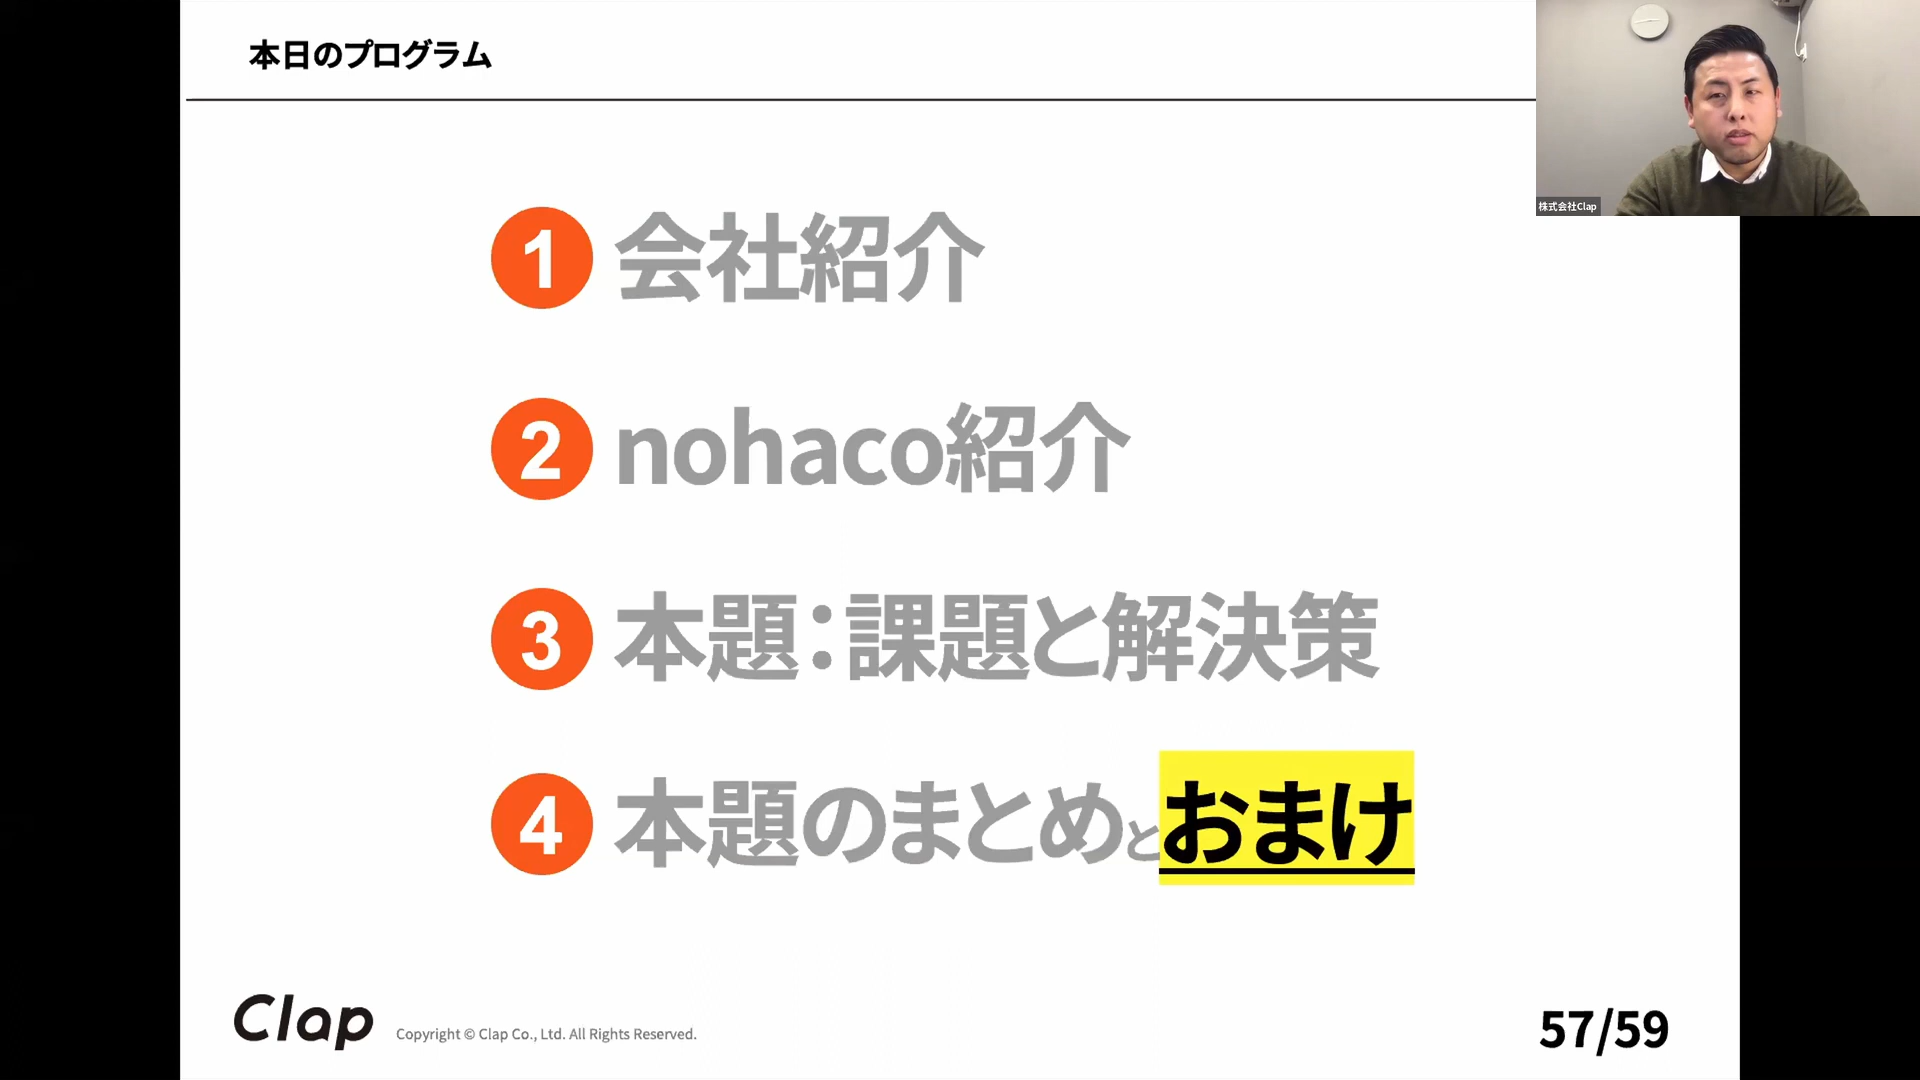 本日のプログラム
株式会社Clap
1 会社紹介
2 nohaco紹介
3 本題：課題と解決策
4 本題のまとめとおまけ
Clap Copyright © Clap Co., Ltd. All Rights Reserved.
57/59